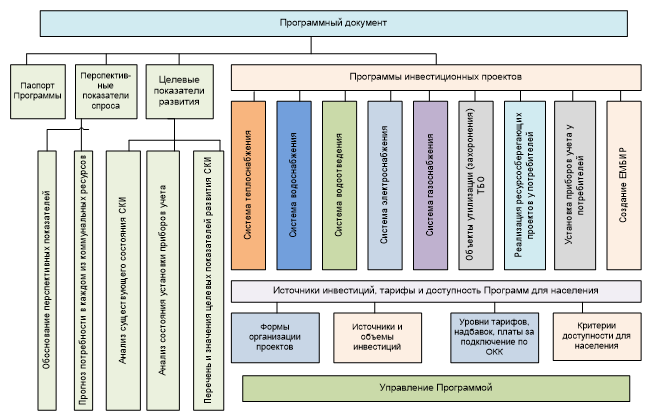 Программный документ
Паспорт
Программы
Перспектив-
ные
показатели
спроса
Целевые
показатели
развития
Программы инвестиционных проектов
Обоснование перспективных показателей
Прогноз потребности в каждом из коммунальных ресурсов
Анализ существующего состояния СКИ
Анализ состояния установки приборов учета
Перечень и значения целевых показателей развития СКИ
Система теплоснабжения
Система водоснабжения
Система водоотведения
Система электроснабжения
Система газоснабжения
Объекты утилизации (захоронения)
ТБО
Реализация ресурсосберегающих
проектов у потребителей
Установка приборов учета у
потребителей
Создание ЕМБИР
Источники инвестиций, тарифы и доступность Программ для населения
Формы
организации
проектов
Источники и
объемы
инвестиций
Уровни тарифов,
надбавок, платы за
подключение по
ОКК
Критерии
доступности для
населения
Управление Программой